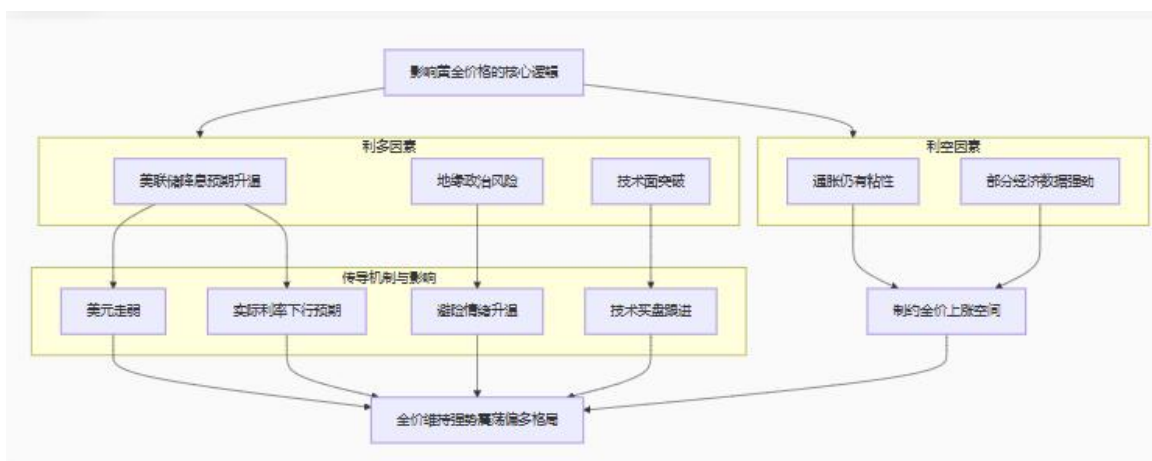 影响黄金价格的核心逻辑
利多因素
利空因素
美联储降息预期升温
地缘政治风险
技术面突破
通胀仍有粘性
部分经济数据强劲
传导机制与影响
美元走弱
实际利率下行预期
避险情绪升温
技术买盘跟进
制约金价上涨空间
金价维持强势震荡偏多格局